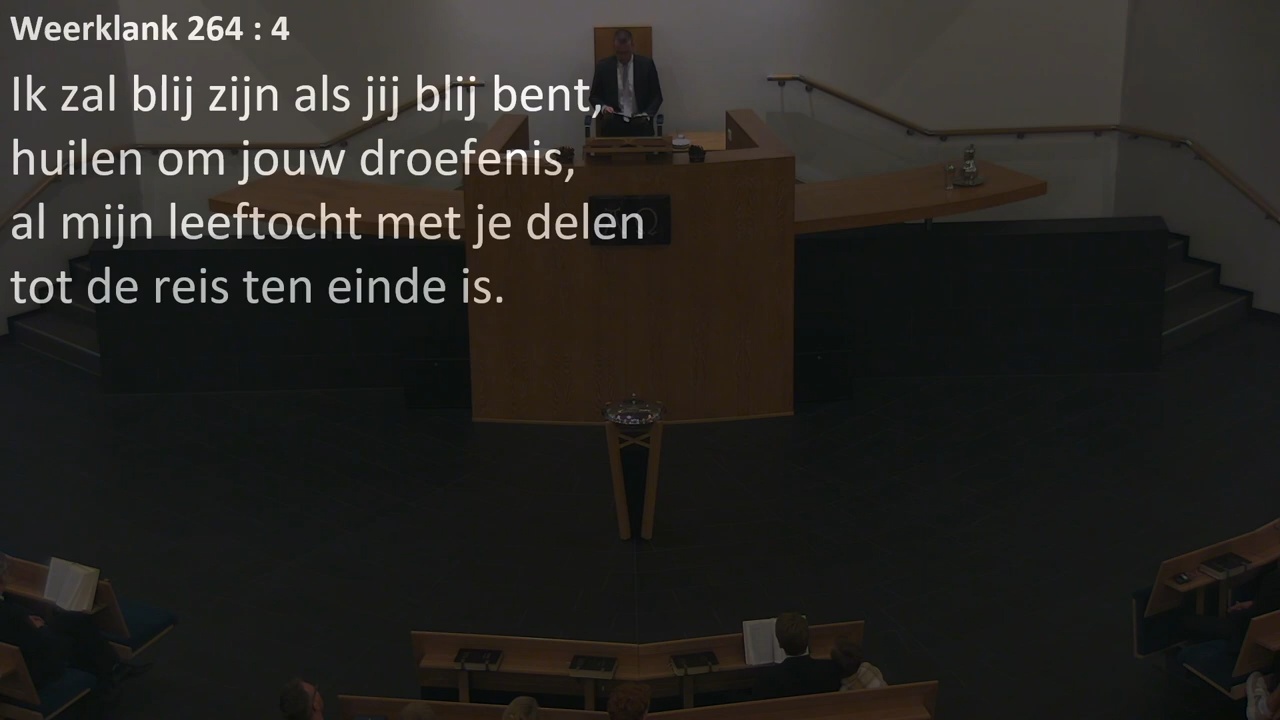 Weerklank 264 : 4
Ik zal blij zijn als jij blij bent,
huilen om jouw droefenis,
al mijn leeftocht met je delen
tot de reis ten einde is.